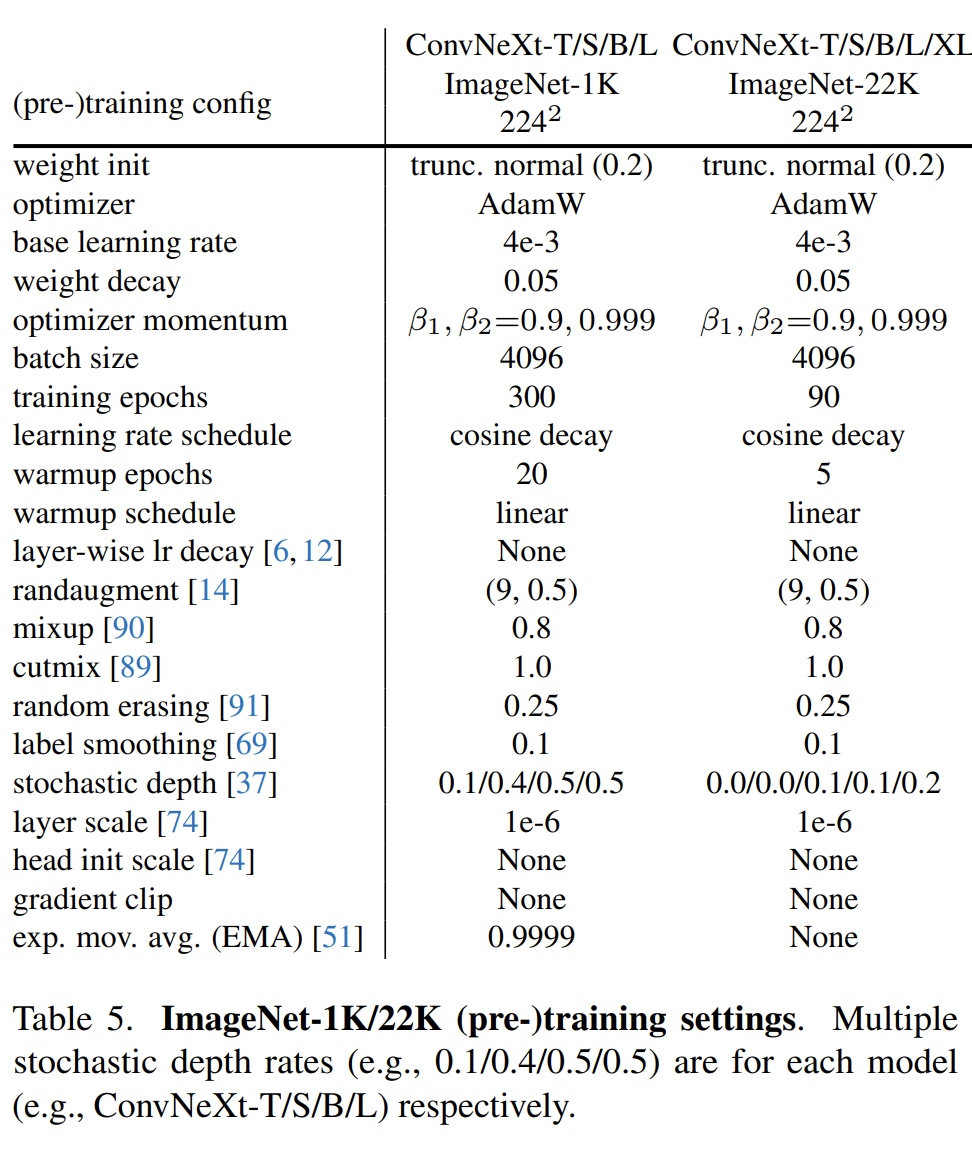 ConvNeXt-T/S/B/L ConvNeXt-T/S/B/L/XL
(pre-)training config ImageNet-1K ImageNet-22K
224² 224²
weight init trunc. normal (0.2) trunc. normal (0.2)
optimizer AdamW AdamW
base learning rate 4e-3 4e-3
weight decay 0.05 0.05
optimizer momentum β₁, β₂=0.9, 0.999 β₁, β₂=0.9, 0.999
batch size 4096 4096
training epochs 300 90
learning rate schedule cosine decay cosine decay
warmup epochs 20 5
warmup schedule linear linear
layer-wise lr decay [6, 12] None None
randaugment [14] (9, 0.5) (9, 0.5)
mixup [90] 0.8 0.8
cutmix [89] 1.0 1.0
random erasing [91] 0.25 0.25
label smoothing [69] 0.1 0.1
stochastic depth [37] 0.1/0.4/0.5/0.5 0.0/0.0/0.1/0.1/0.2
layer scale [74] 1e-6 1e-6
head init scale [74] None None
gradient clip None None
exp. mov. avg. (EMA) [51] 0.9999 None
Table 5. ImageNet-1K/22K (pre-)training settings. Multiple
stochastic depth rates (e.g., 0.1/0.4/0.5/0.5) are for each model
(e.g., ConvNeXt-T/S/B/L) respectively.